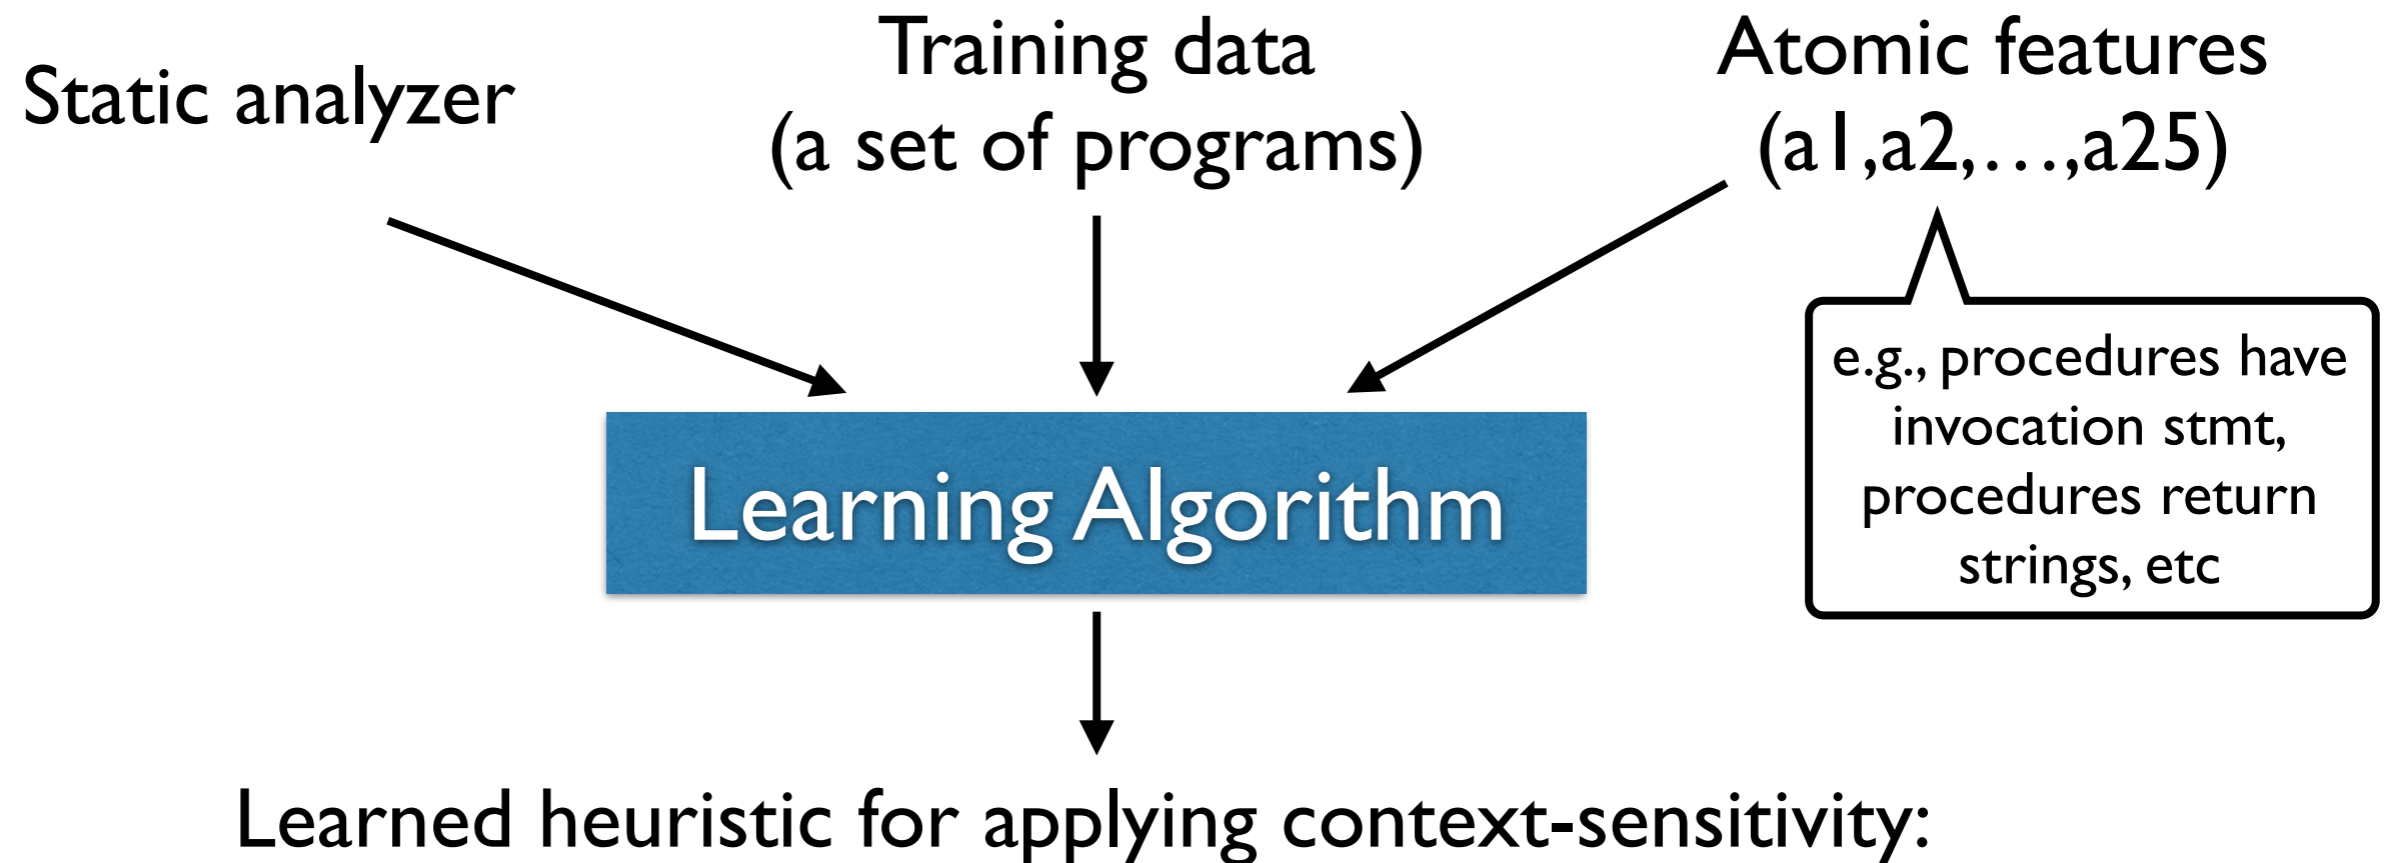 Static analyzer
Training data
(a set of programs)
Atomic features
(a1,a2,…,a25)
e.g., procedures have
invocation stmt,
procedures return
strings, etc
Learning Algorithm
Learned heuristic for applying context-sensitivity: